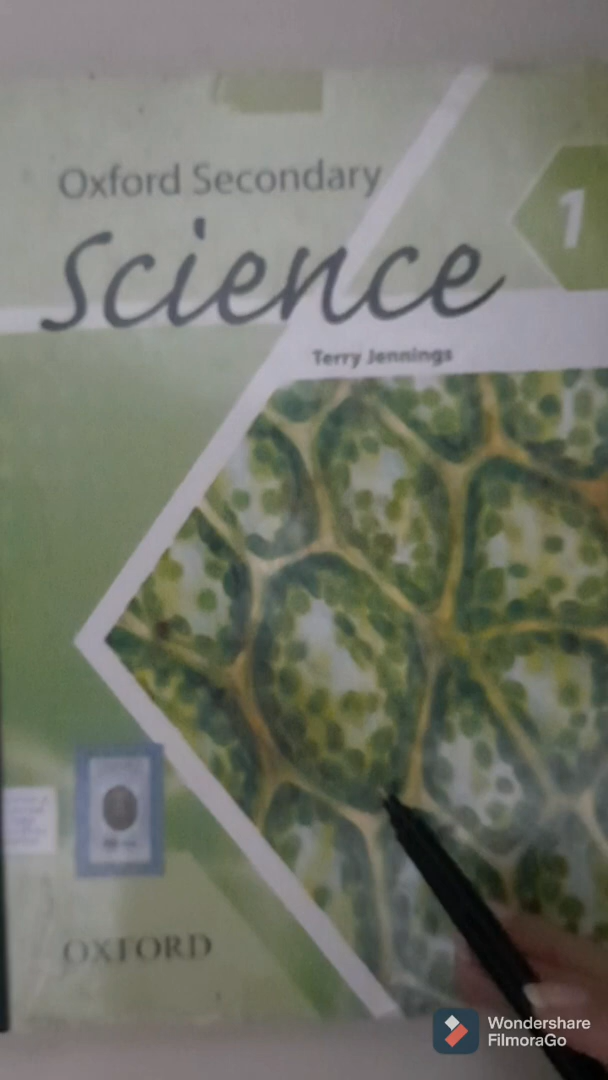 Oxford Secondary
Science
1
Terry Jennings
OXFORD
Wondershare
FilmoraGo